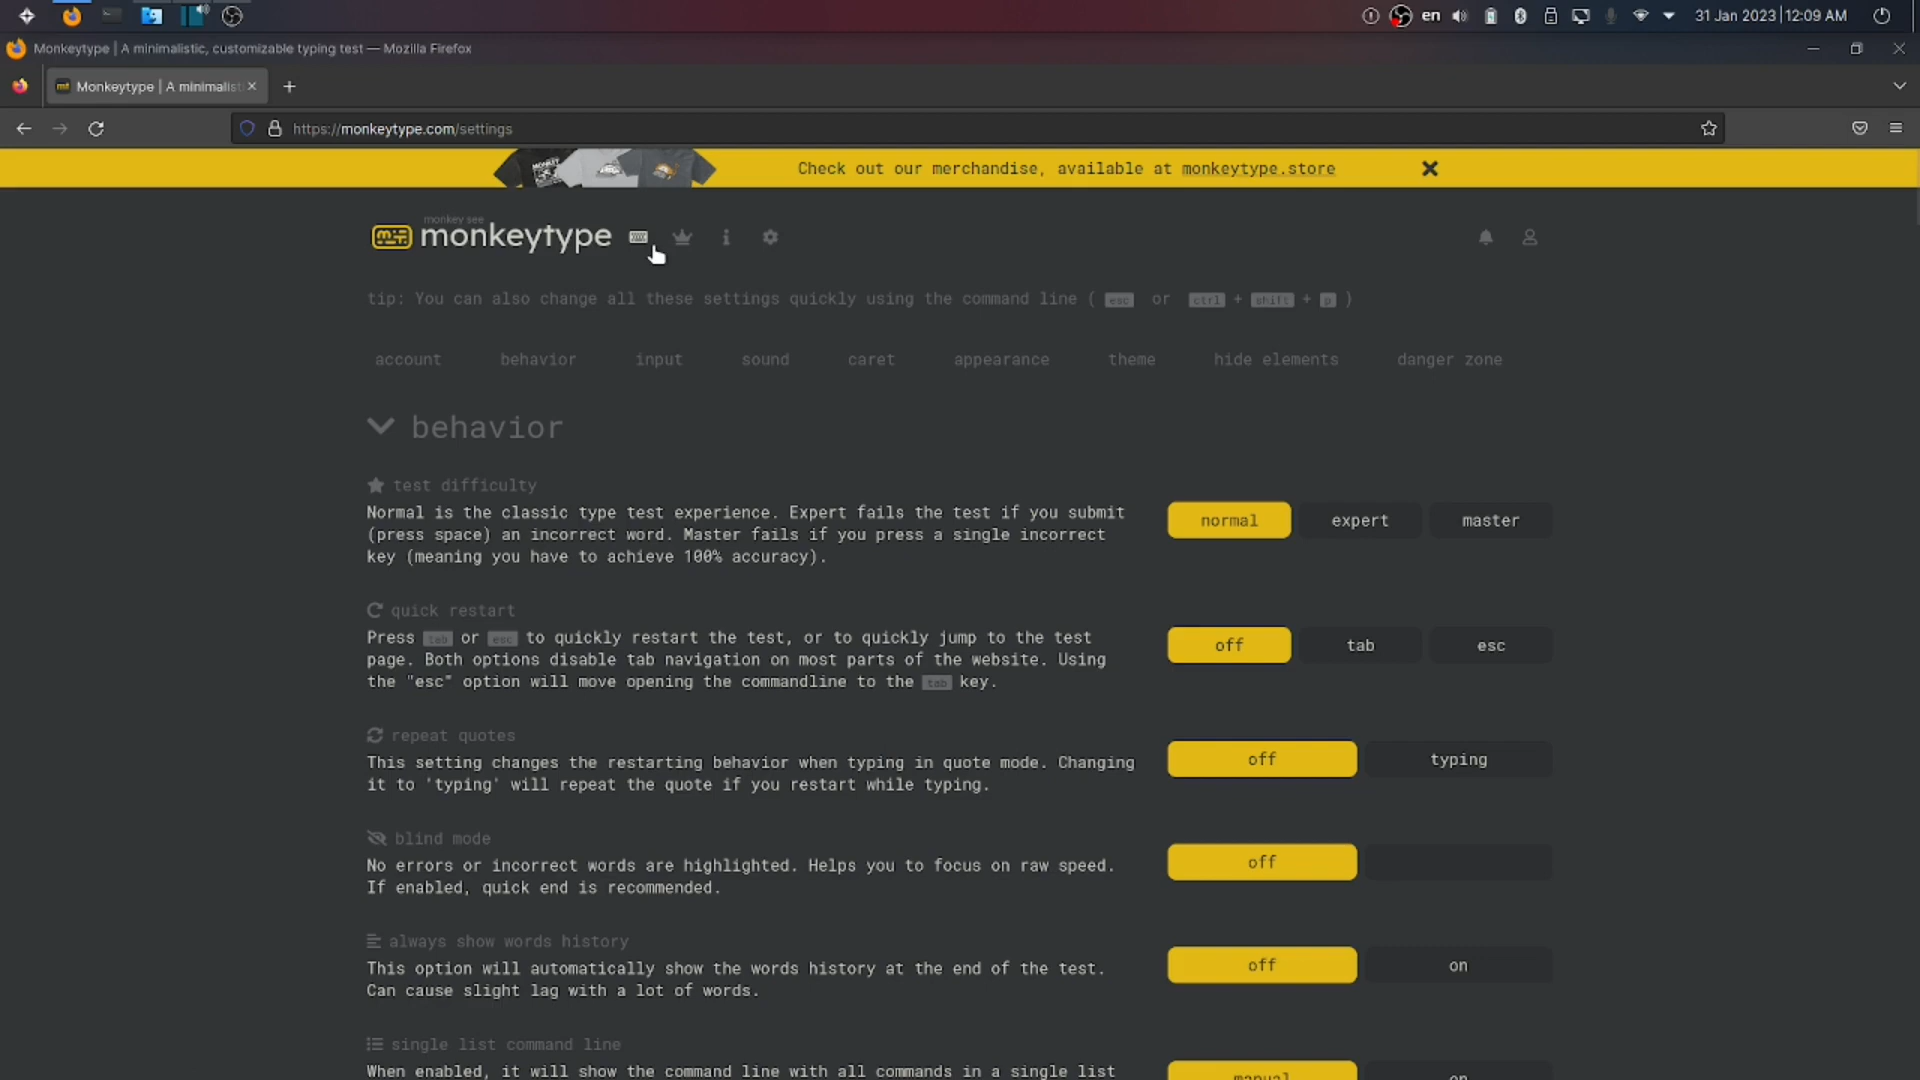 en
31 Jan 2023 | 12:09 AM
Monkeytype | A minimalistic, customizable typing test — Mozilla Firefox
Monkeytype | A minimalist
https://monkeytype.com/settings
Check out our merchandise, available at monkeytype.store
monkey see
monkeytype
tip: You can also change all these settings quickly using the command line ( esc or ctrl + shift + p )
account behavior input sound caret appearance theme hide elements danger zone
behavior
test difficulty
Normal is the classic type test experience. Expert fails the test if you submit
(press space) an incorrect word. Master fails if you press a single incorrect
key (meaning you have to achieve 100% accuracy).
normal expert master
quick restart
Press tab or esc to quickly restart the test, or to quickly jump to the test
page. Both options disable tab navigation on most parts of the website. Using
the "esc" option will move opening the commandline to the tab key.
off tab esc
repeat quotes
This setting changes the restarting behavior when typing in quote mode. Changing
it to 'typing' will repeat the quote if you restart while typing.
off typing
blind mode
No errors or incorrect words are highlighted. Helps you to focus on raw speed.
If enabled, quick end is recommended.
off
always show words history
This option will automatically show the words history at the end of the test.
Can cause slight lag with a lot of words.
off on
single list command line
When enabled, it will show the command line with all commands in a single list
manual on